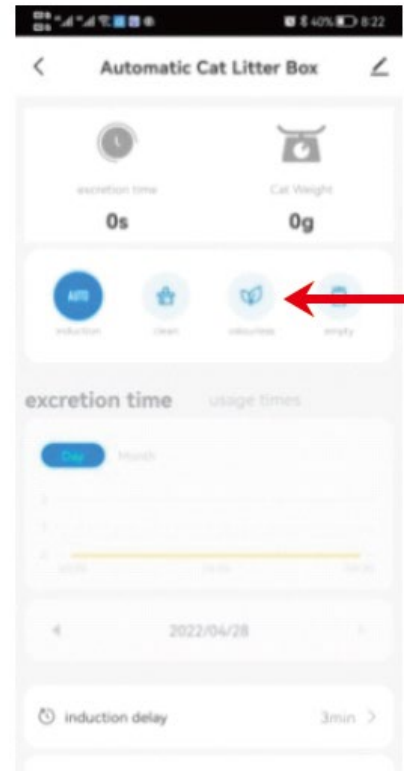 40% 8:22
Automatic Cat Litter Box
excretion time Cat Weight
0s 0g
AUTO
induction clean odourless empty
excretion time usage times
Day Month
2022/04/28
induction delay 3min